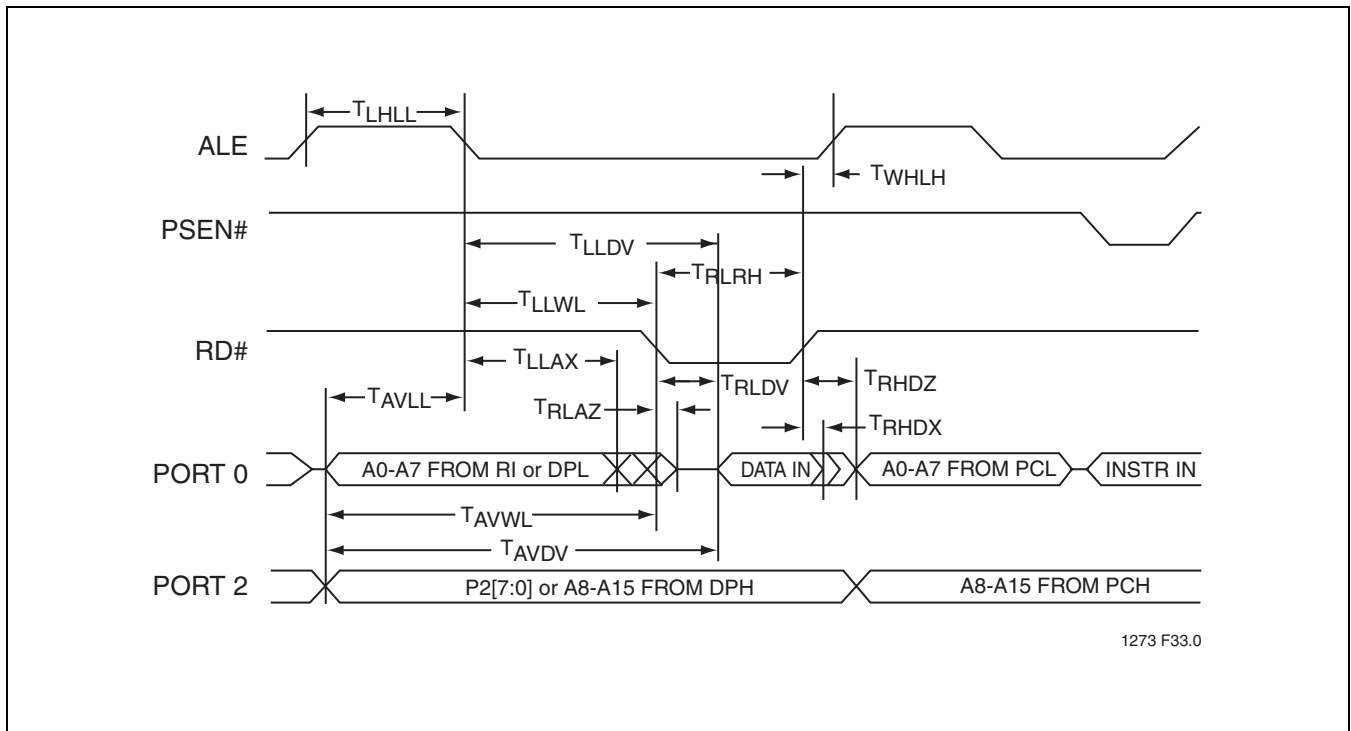 TLHLL
ALE
TWHLH
PSEN#
TLLDV
TRLRH
TLLWL
RD#
TLLAX
TRLDV
TRHDZ
TAVLL
TRLAZ
TRHDX
PORT 0
A0-A7 FROM RI or DPL
DATA IN
A0-A7 FROM PCL
INSTR IN
TAVWL
TAVDV
PORT 2
P2[7:0] or A8-A15 FROM DPH
A8-A15 FROM PCH
1273 F33.0